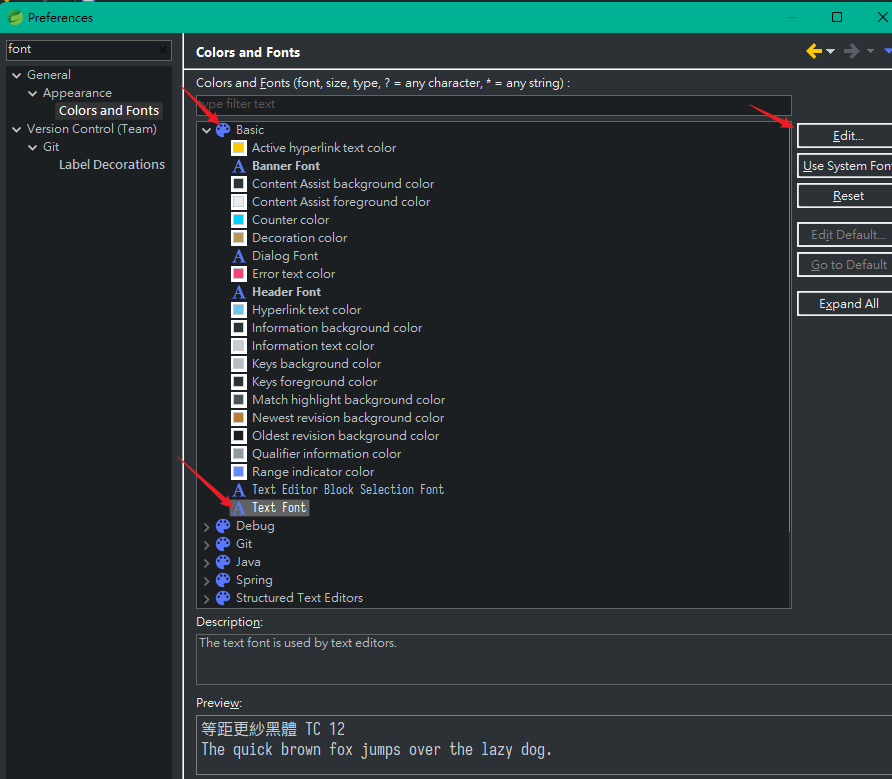 Preferences
font
General
Appearance
Colors and Fonts
Version Control (Team)
Git
Label Decorations
Colors and Fonts
Colors and Fonts (font, size, type, ? = any character, * = any string) :
type filter text
Basic
Active hyperlink text color
Banner Font
Content Assist background color
Content Assist foreground color
Counter color
Decoration color
Dialog Font
Error text color
Header Font
Hyperlink text color
Information background color
Information text color
Keys background color
Keys foreground color
Match highlight background color
Newest revision background color
Oldest revision background color
Qualifier information color
Range indicator color
Text Editor Block Selection Font
Text Font
Debug
Git
Java
Spring
Structured Text Editors
Edit...
Use System Fon
Reset
Edit Default...
Go to Default
Expand All
Description:
The text font is used by text editors.
Preview:
等距更紗黑體 TC 12
The quick brown fox jumps over the lazy dog.